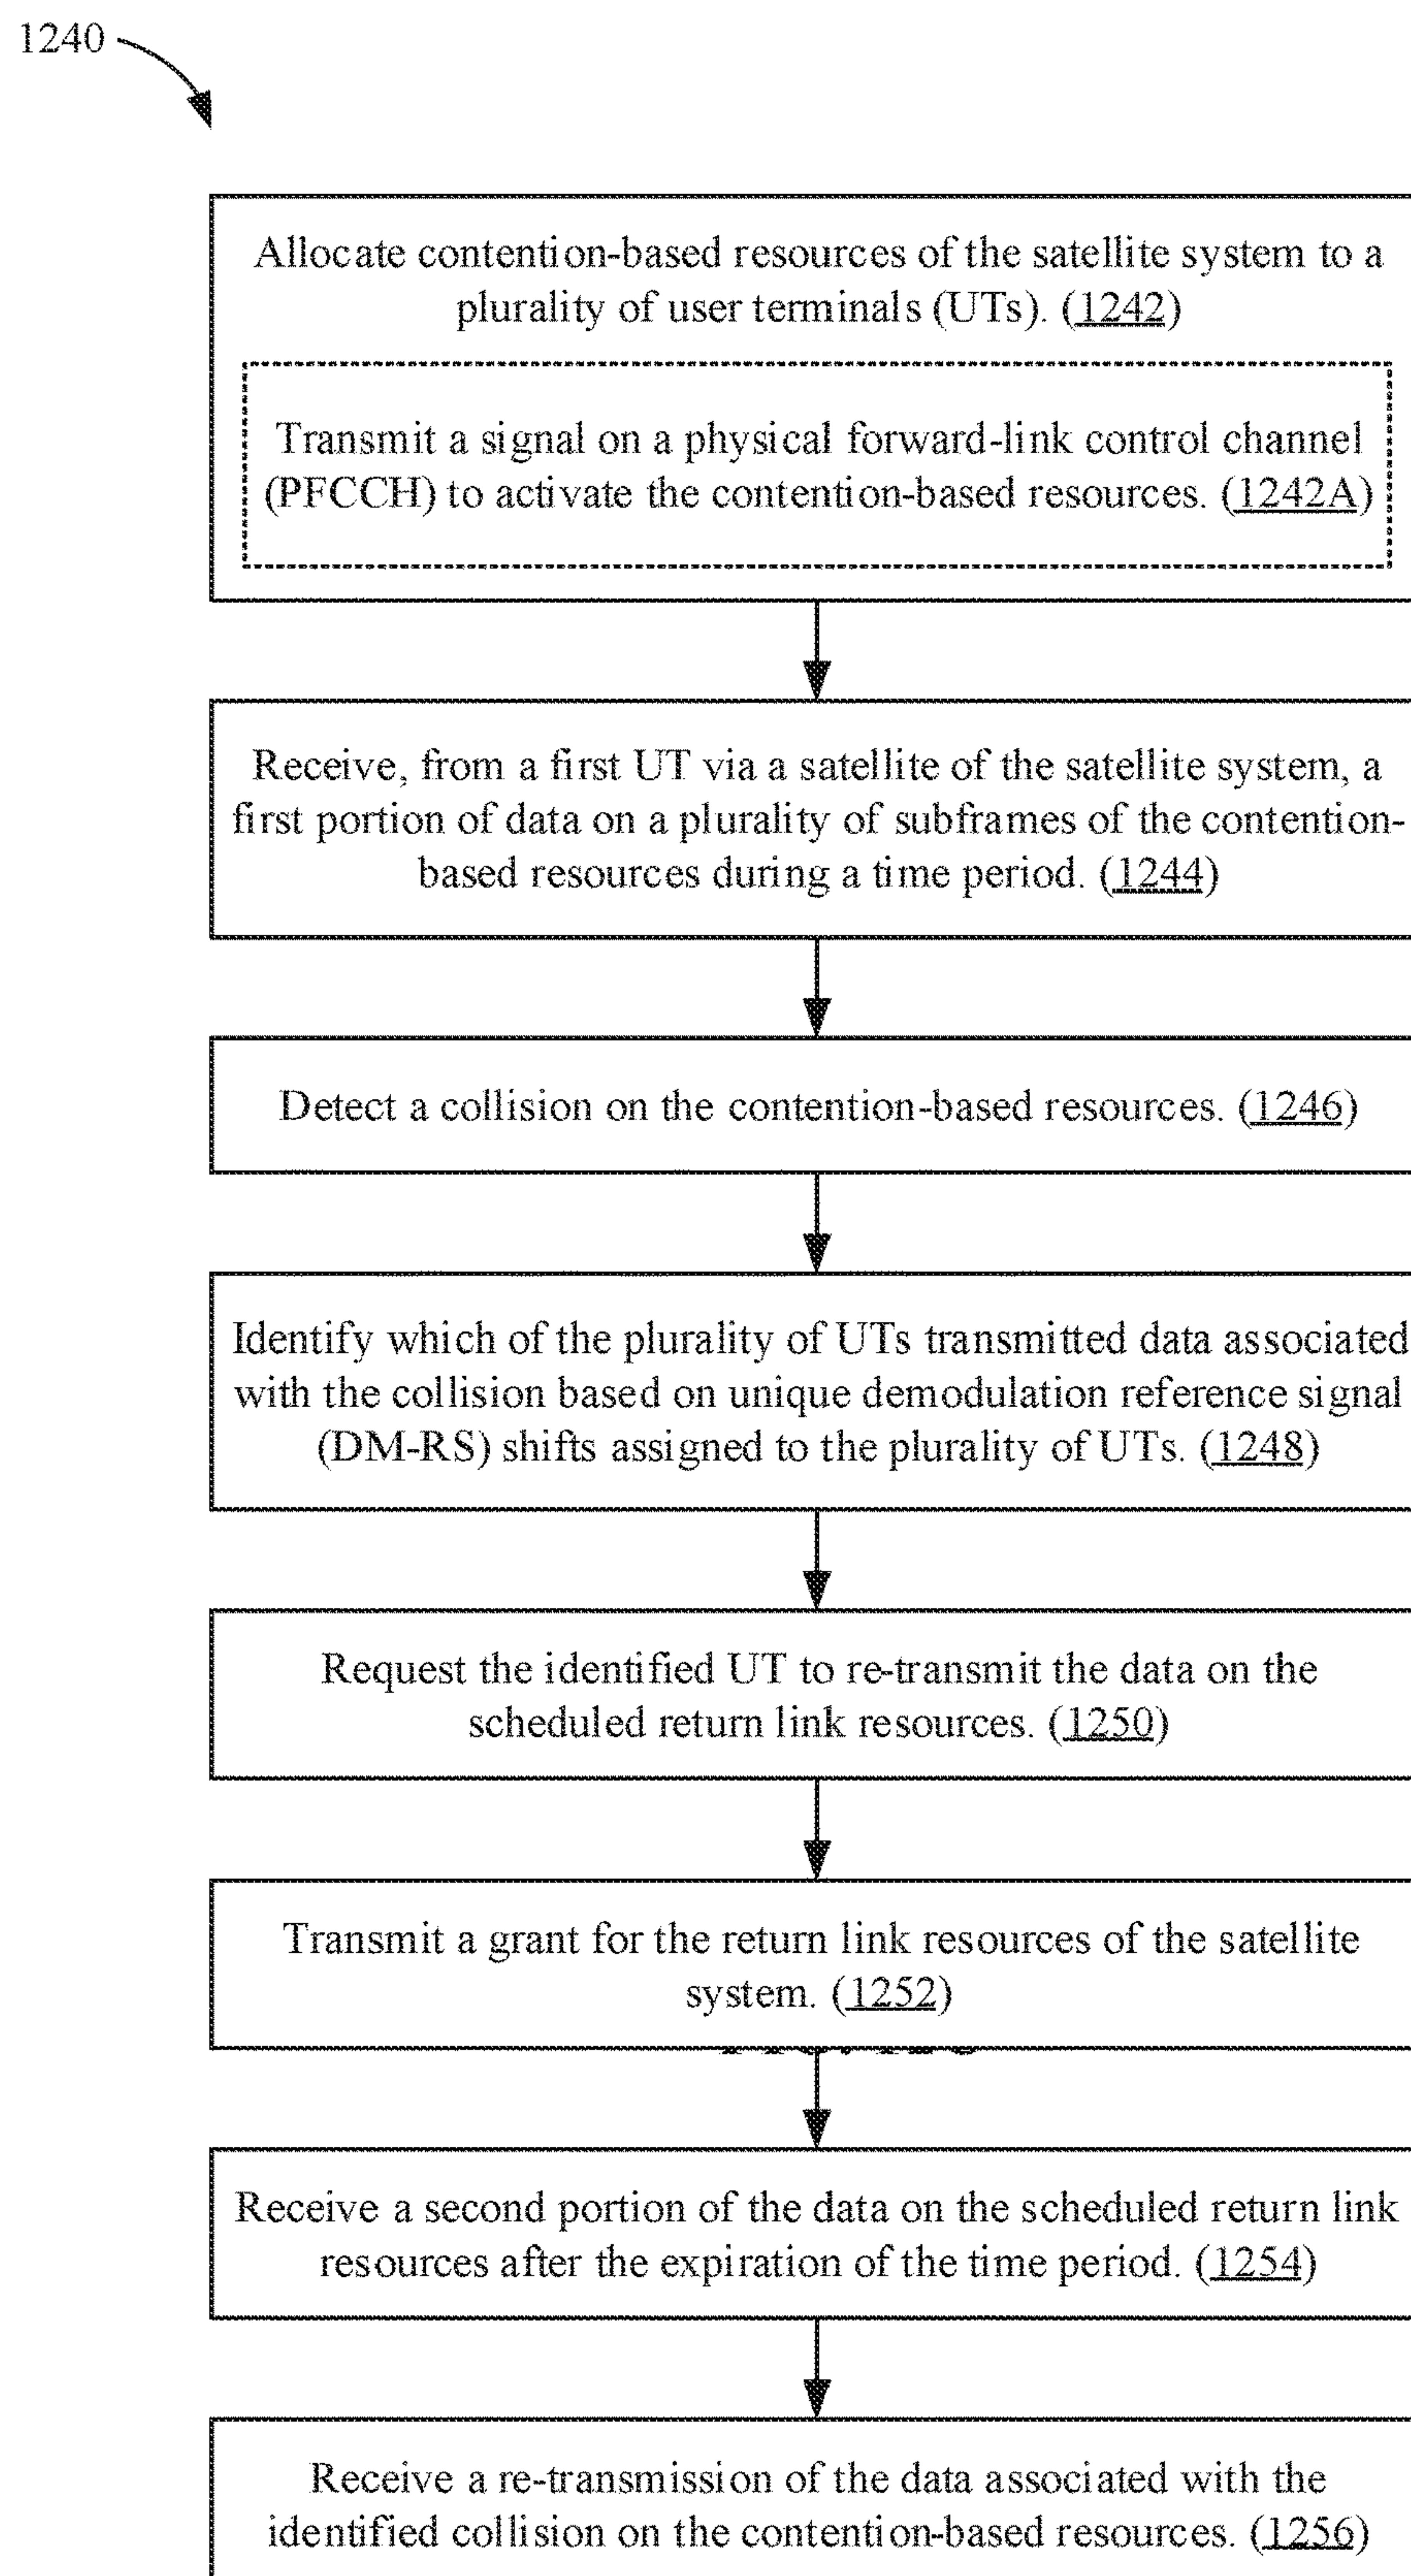 1240
Allocate contention-based resources of the satellite system to a
plurality of user terminals (UTs). (1242)
Transmit a signal on a physical forward-link control channel
(PFCCH) to activate the contention-based resources. (1242A)
Receive, from a first UT via a satellite of the satellite system, a
first portion of data on a plurality of subframes of the contention-
based resources during a time period. (1244)
Detect a collision on the contention-based resources. (1246)
Identify which of the plurality of UTs transmitted data associated
with the collision based on unique demodulation reference signal
(DM-RS) shifts assigned to the plurality of UTs. (1248)
Request the identified UT to re-transmit the data on the
scheduled return link resources. (1250)
Transmit a grant for the return link resources of the satellite
system. (1252)
Receive a second portion of the data on the scheduled return link
resources after the expiration of the time period. (1254)
Receive a re-transmission of the data associated with the
identified collision on the contention-based resources. (1256)